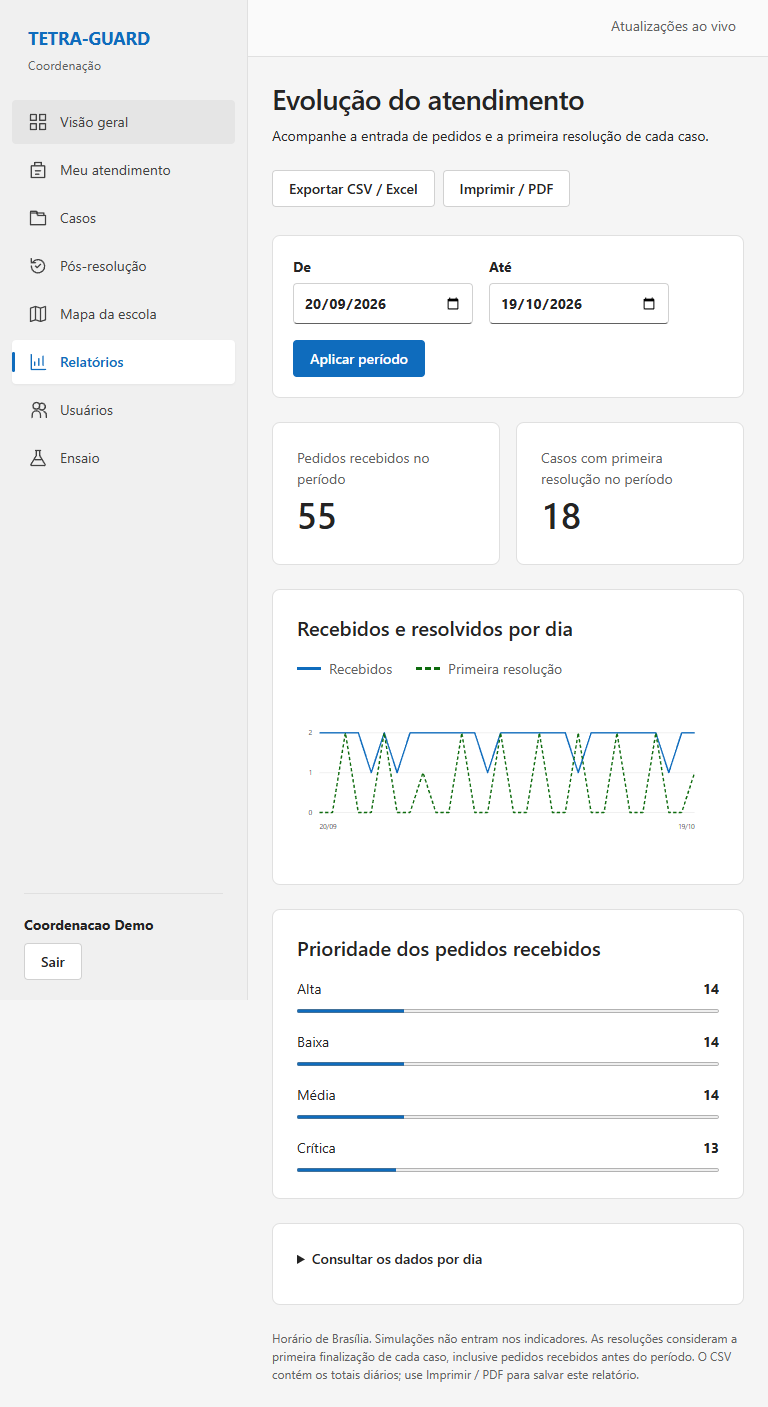 TETRA-GUARD
Coordenação
Visão geral
Meu atendimento
Casos
Pós-resolução
Mapa da escola
Relatórios
Usuários
Ensaio
Coordenacao Demo
Sair
Atualizações ao vivo
Evolução do atendimento
Acompanhe a entrada de pedidos e a primeira resolução de cada caso.
Exportar CSV / Excel
Imprimir / PDF
De
20/09/2026
Até
19/10/2026
Aplicar período
Pedidos recebidos no
período
55
Casos com primeira
resolução no período
18
Recebidos e resolvidos por dia
Recebidos
Primeira resolução
2
1
0
20/09
19/10
Prioridade dos pedidos recebidos
Alta 14
Baixa 14
Média 14
Crítica 13
Consultar os dados por dia
Horário de Brasília. Simulações não entram nos indicadores. As resoluções consideram a
primeira finalização de cada caso, inclusive pedidos recebidos antes do período. O CSV
contém os totais diários; use Imprimir / PDF para salvar este relatório.